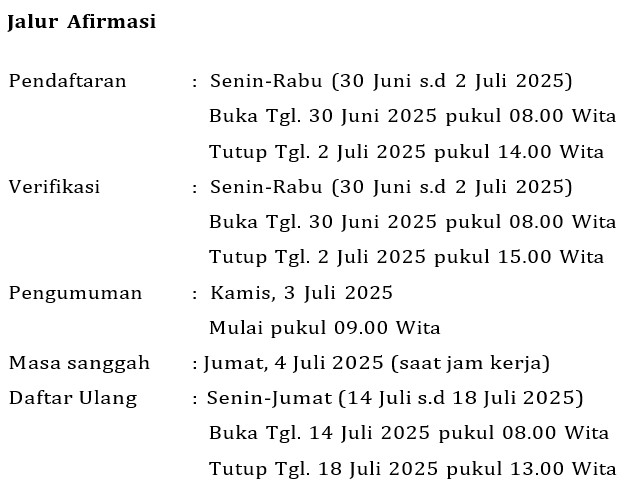 Jalur Afirmasi
Pendaftaran : Senin-Rabu (30 Juni s.d 2 Juli 2025)
Buka Tgl. 30 Juni 2025 pukul 08.00 Wita
Tutup Tgl. 2 Juli 2025 pukul 14.00 Wita
Verifikasi : Senin-Rabu (30 Juni s.d 2 Juli 2025)
Buka Tgl. 30 Juni 2025 pukul 08.00 Wita
Tutup Tgl. 2 Juli 2025 pukul 15.00 Wita
Pengumuman : Kamis, 3 Juli 2025
Mulai pukul 09.00 Wita
Masa sanggah : Jumat, 4 Juli 2025 (saat jam kerja)
Daftar Ulang : Senin-Jumat (14 Juli s.d 18 Juli 2025)
Buka Tgl. 14 Juli 2025 pukul 08.00 Wita
Tutup Tgl. 18 Juli 2025 pukul 13.00 Wita